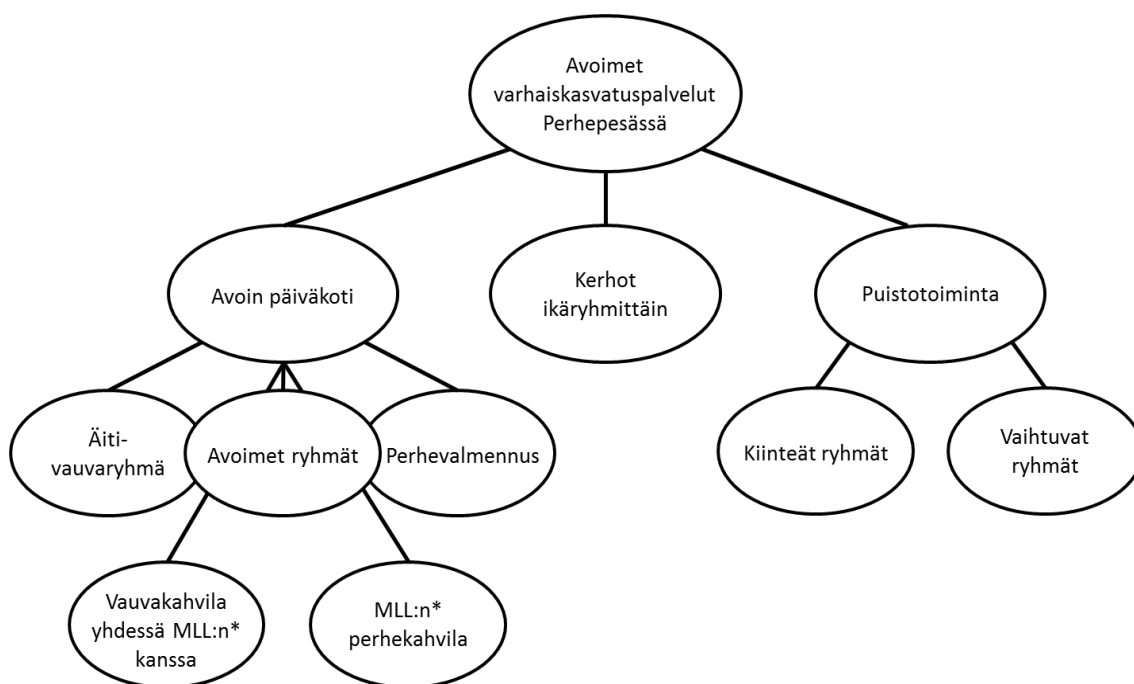 Avoimet
varhaiskasvatuspalvelut
Perhepesässä
Avoin päiväkoti
Kerhot
ikäryhmittäin
Puistotoiminta
Äiti-
vauvaryhmä
Avoimet ryhmät
Perhevalmennus
Kiinteät ryhmät
Vaihtuvat
ryhmät
Vauvakahvila
yhdessä MLL:n*
kanssa
MLL:n*
perhekahvila